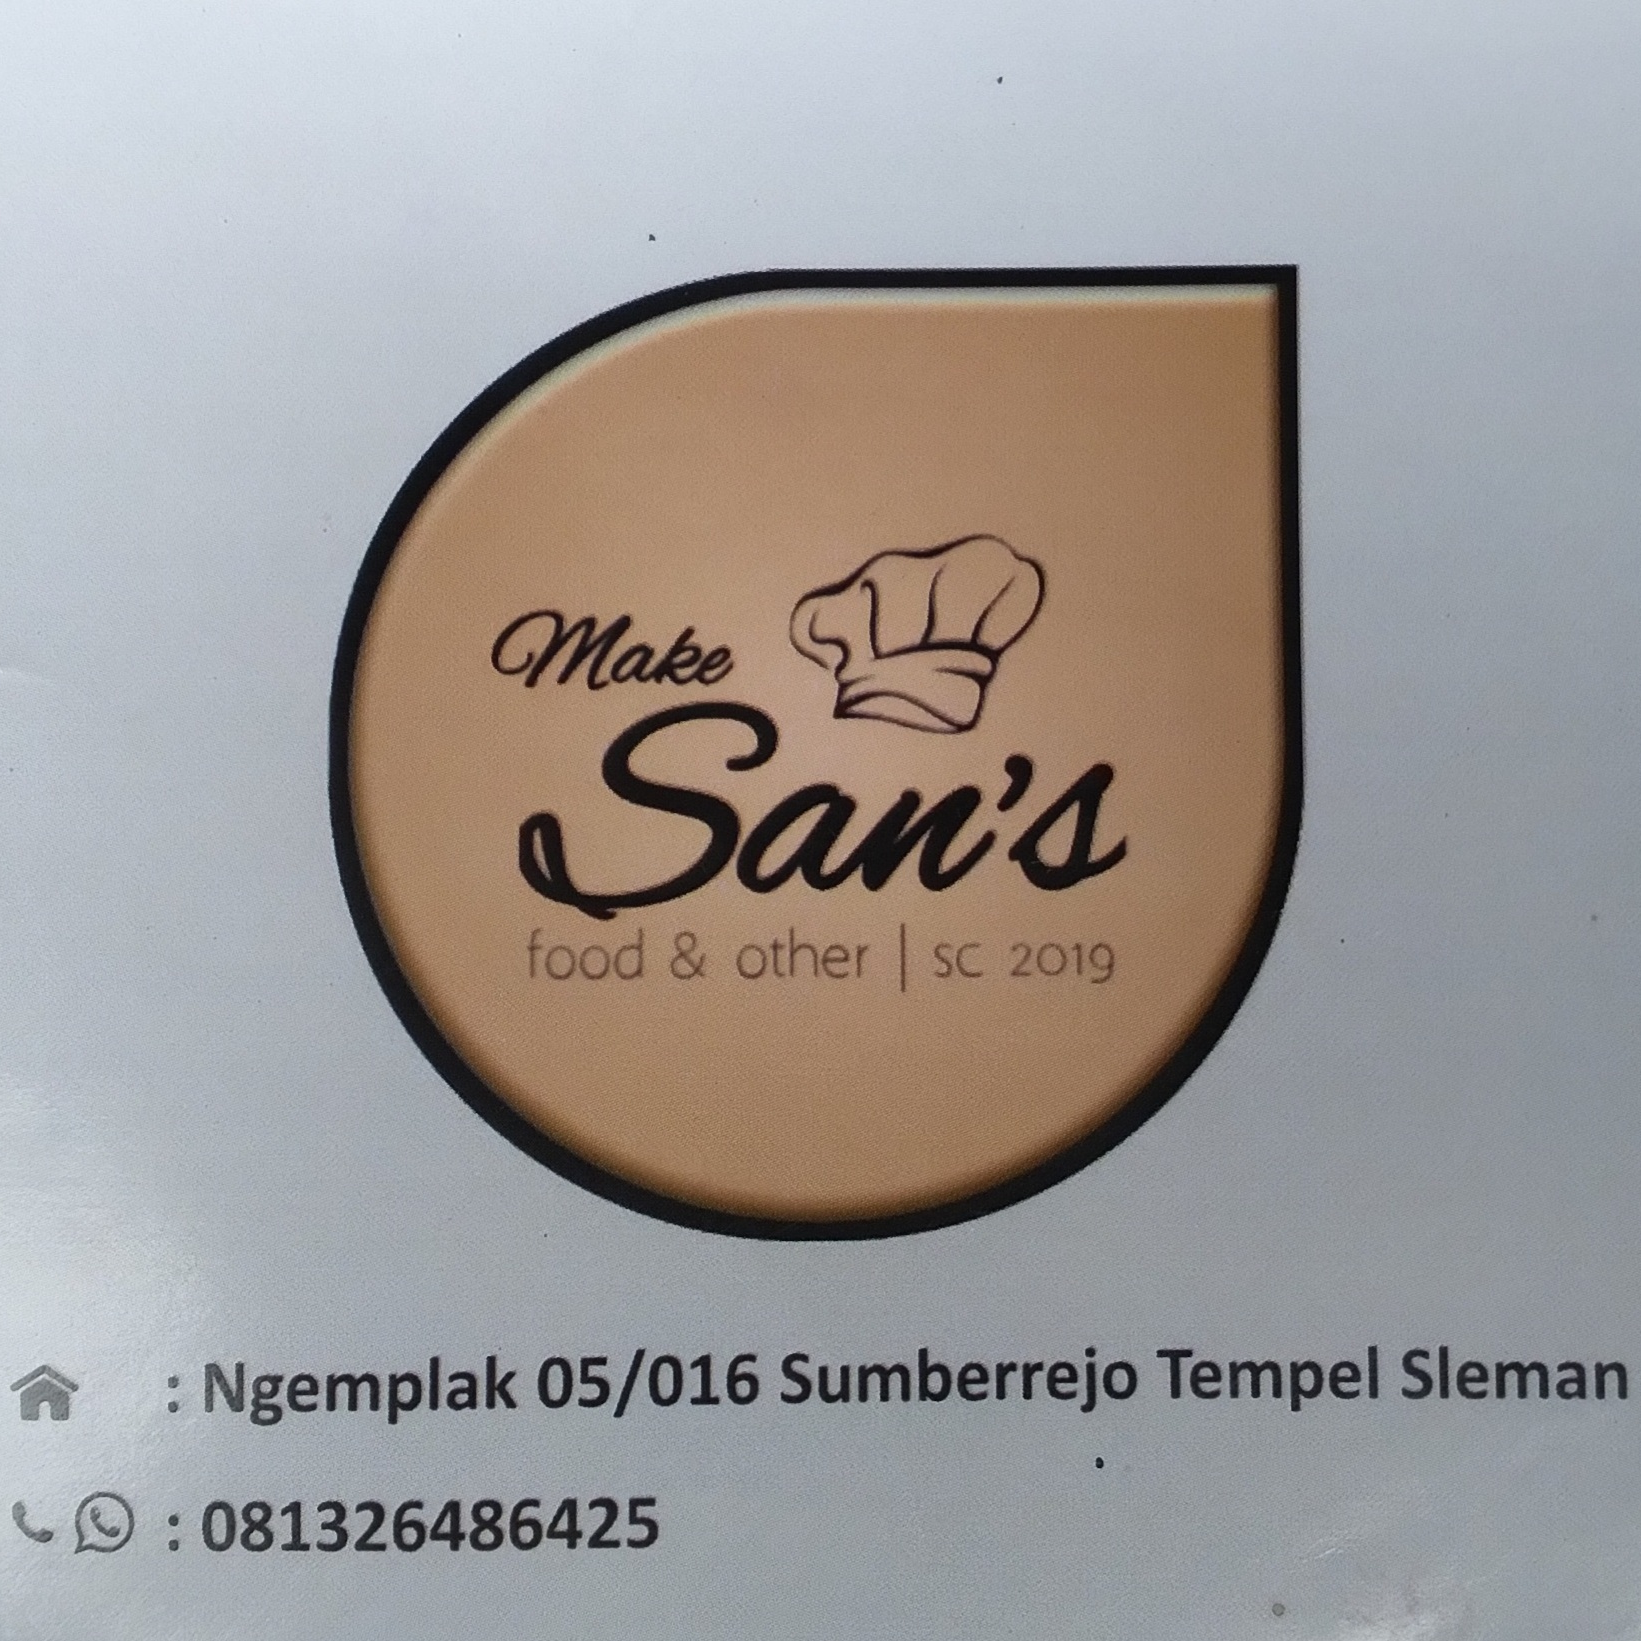 Make
San's
food & other | SC 2019
: Ngemplak 05/016 Sumberrejo Tempel Sleman
: 081326486425